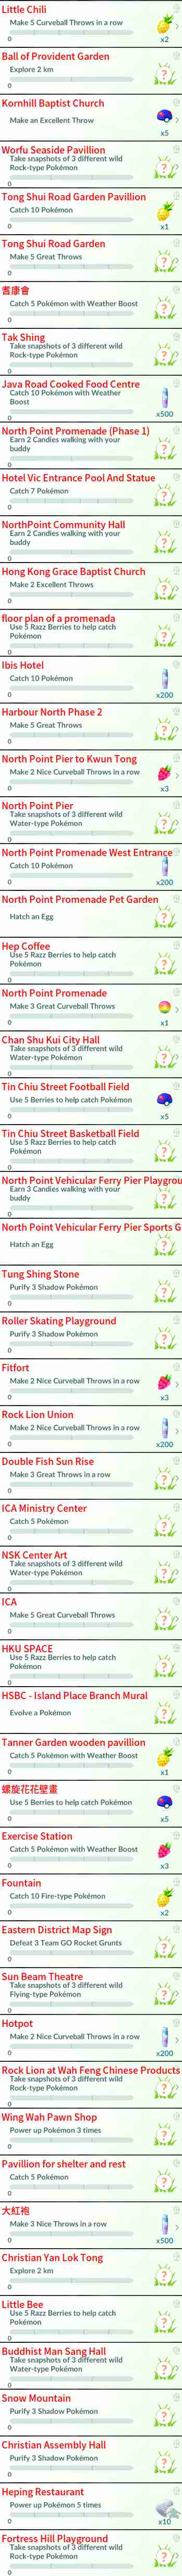 Little Chili
Make 5 Curveball Throws in a row
0
x2
Ball of Provident Garden
Explore 2 km
?
0
Kornhill Baptist Church
Make an Excellent Throw
x5
Worfu Seaside Pavillion
Take snapshots of 3 different wild
Rock-type Pokémon
?
0
Tong Shui Road Garden Pavillion
Catch 10 Pokémon
0
x1
Tong Shui Road Garden
Make 5 Great Throws
?
0
耆康會
Catch 5 Pokémon with Weather Boost
?
0
Tak Shing
Take snapshots of 3 different wild
Rock-type Pokémon
?
0
Java Road Cooked Food Centre
Catch 10 Pokémon with Weather
Boost
0
x500
North Point Promenade (Phase 1)
Earn 2 Candies walking with your
buddy
?
0
Hotel Vic Entrance Pool And Statue
Catch 7 Pokémon
?
0
NorthPoint Community Hall
Earn 2 Candies walking with your
buddy
?
0
Hong Kong Grace Baptist Church
Make 2 Excellent Throws
?
0
floor plan of a promenada
Use 5 Razz Berries to help catch
Pokémon
?
0
Ibis Hotel
Catch 10 Pokémon
0
x200
Harbour North Phase 2
Make 5 Great Throws
?
0
North Point Pier to Kwun Tong
Make 2 Nice Curveball Throws in a row
0
x3
North Point Pier
Take snapshots of 3 different wild
Water-type Pokémon
?
0
North Point Promenade West Entrance
Catch 10 Pokémon
0
x200
North Point Promenade Pet Garden
Hatch an Egg
?
Hep Coffee
Use 5 Razz Berries to help catch
Pokémon
?
0
North Point Promenade
Make 3 Great Curveball Throws
0
x1
Chan Shu Kui City Hall
Take snapshots of 3 different wild
Water-type Pokémon
?
0
Tin Chiu Street Football Field
Use 5 Berries to help catch Pokémon
0
x5
Tin Chiu Street Basketball Field
Use 5 Razz Berries to help catch
Pokémon
?
0
North Point Vehicular Ferry Pier Playgrou
Earn 3 Candies walking with your
buddy
?
0
North Point Vehicular Ferry Pier Sports G
Hatch an Egg
?
Tung Shing Stone
Purify 3 Shadow Pokémon
?
0
Roller Skating Playground
Purify 3 Shadow Pokémon
?
0
Fitfort
Make 2 Nice Curveball Throws in a row
0
x3
Rock Lion Union
Make 2 Nice Curveball Throws in a row
0
x200
Double Fish Sun Rise
Make 3 Great Throws in a row
?
0
ICA Ministry Center
Catch 5 Pokémon
?
0
NSK Center Art
Take snapshots of 3 different wild
Water-type Pokémon
?
0
ICA
Make 5 Great Curveball Throws
?
0
HKU SPACE
Use 5 Razz Berries to help catch
Pokémon
?
0
HSBC - Island Place Branch Mural
Evolve a Pokémon
?
Tanner Garden wooden pavillion
Catch 5 Pokémon with Weather Boost
0
x1
螺旋花花壁畫
Use 5 Berries to help catch Pokémon
0
x5
Exercise Station
Catch 5 Pokémon with Weather Boost
0
x3
Fountain
Catch 10 Fire-type Pokémon
0
x2
Eastern District Map Sign
Defeat 3 Team GO Rocket Grunts
?
0
Sun Beam Theatre
Take snapshots of 3 different wild
Flying-type Pokémon
?
0
Hotpot
Make 2 Nice Curveball Throws in a row
0
x200
Rock Lion at Wah Feng Chinese Products
Take snapshots of 3 different wild
Rock-type Pokémon
?
0
Wing Wah Pawn Shop
Power up Pokémon 3 times
?
0
Pavillion for shelter and rest
Catch 5 Pokémon
?
0
大紅袍
Make 3 Nice Throws in a row
0
x500
Christian Yan Lok Tong
Explore 2 km
?
0
Little Bee
Use 5 Razz Berries to help catch
Pokémon
?
0
Buddhist Man Sang Hall
Take snapshots of 3 different wild
Water-type Pokémon
?
0
Snow Mountain
Purify 3 Shadow Pokémon
?
0
Christian Assembly Hall
Purify 3 Shadow Pokémon
?
0
Heping Restaurant
Power up Pokémon 5 times
0
x10
Fortress Hill Playground
Take snapshots of 3 different wild
Rock-type Pokémon
?
0